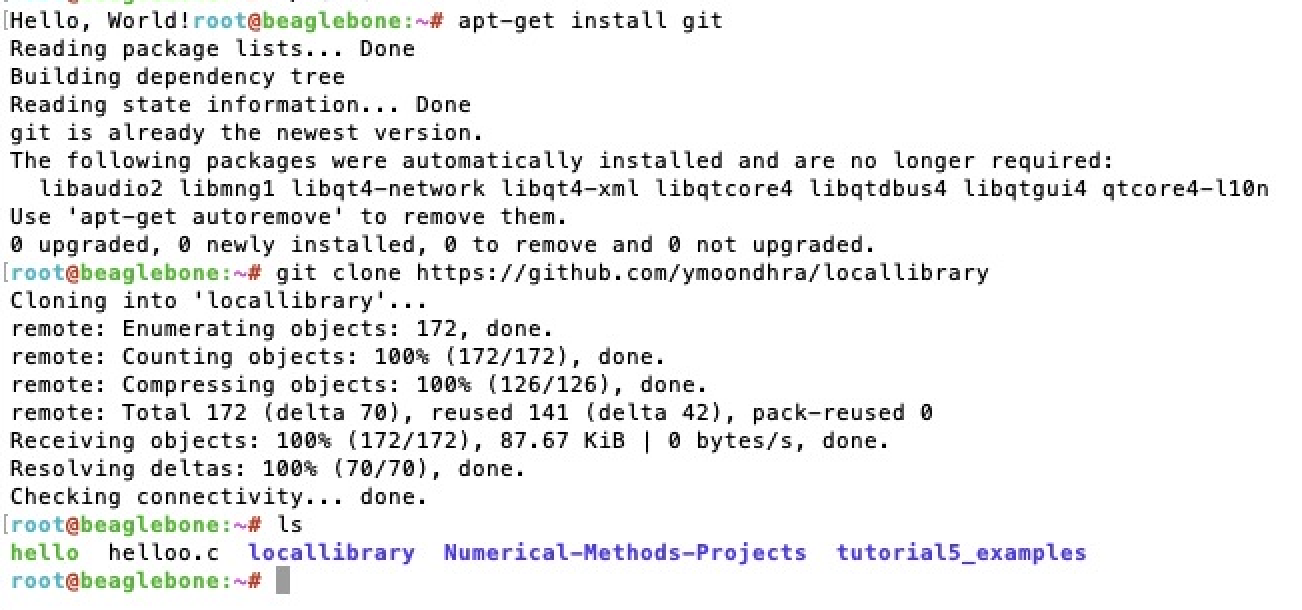 [Hello, World!root@beaglebone:~# apt-get install git
Reading package lists... Done
Building dependency tree
Reading state information... Done
git is already the newest version.
The following packages were automatically installed and are no longer required:
  libaudio2 libmng1 libqt4-network libqt4-xml libqtcore4 libqtdbus4 libqtgui4 qtcore4-l10n
Use 'apt-get autoremove' to remove them.
0 upgraded, 0 newly installed, 0 to remove and 0 not upgraded.
[root@beaglebone:~# git clone https://github.com/ymoondhra/locallibrary
Cloning into 'locallibrary'...
remote: Enumerating objects: 172, done.
remote: Counting objects: 100% (172/172), done.
remote: Compressing objects: 100% (126/126), done.
remote: Total 172 (delta 70), reused 141 (delta 42), pack-reused 0
Receiving objects: 100% (172/172), 87.67 KiB | 0 bytes/s, done.
Resolving deltas: 100% (70/70), done.
Checking connectivity... done.
[root@beaglebone:~# ls
hello  helloo.c  locallibrary  Numerical-Methods-Projects  tutorial5_examples
root@beaglebone:~#